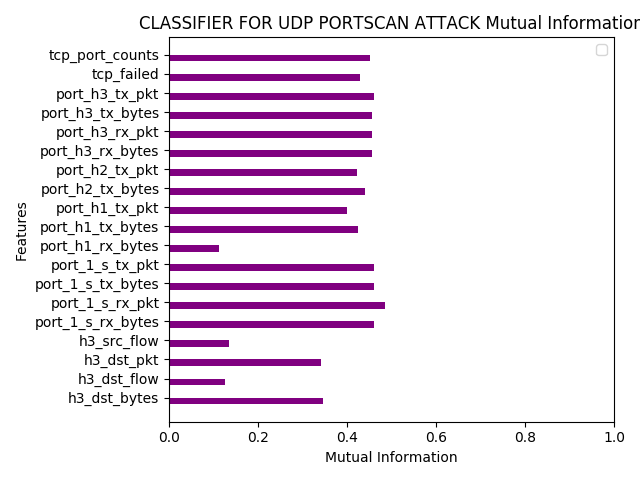 CLASSIFIER FOR UDP PORTSCAN ATTACK Mutual Information
tcp_port_counts
tcp_failed
port_h3_tx_pkt
port_h3_tx_bytes
port_h3_rx_pkt
port_h3_rx_bytes
port_h2_tx_pkt
port_h2_tx_bytes
port_h1_tx_pkt
port_h1_tx_bytes
port_h1_rx_bytes
port_1_s_tx_pkt
port_1_s_tx_bytes
port_1_s_rx_pkt
port_1_s_rx_bytes
h3_src_flow
h3_dst_pkt
h3_dst_flow
h3_dst_bytes
Features
0.0 0.2 0.4 0.6 0.8 1.0
Mutual Information